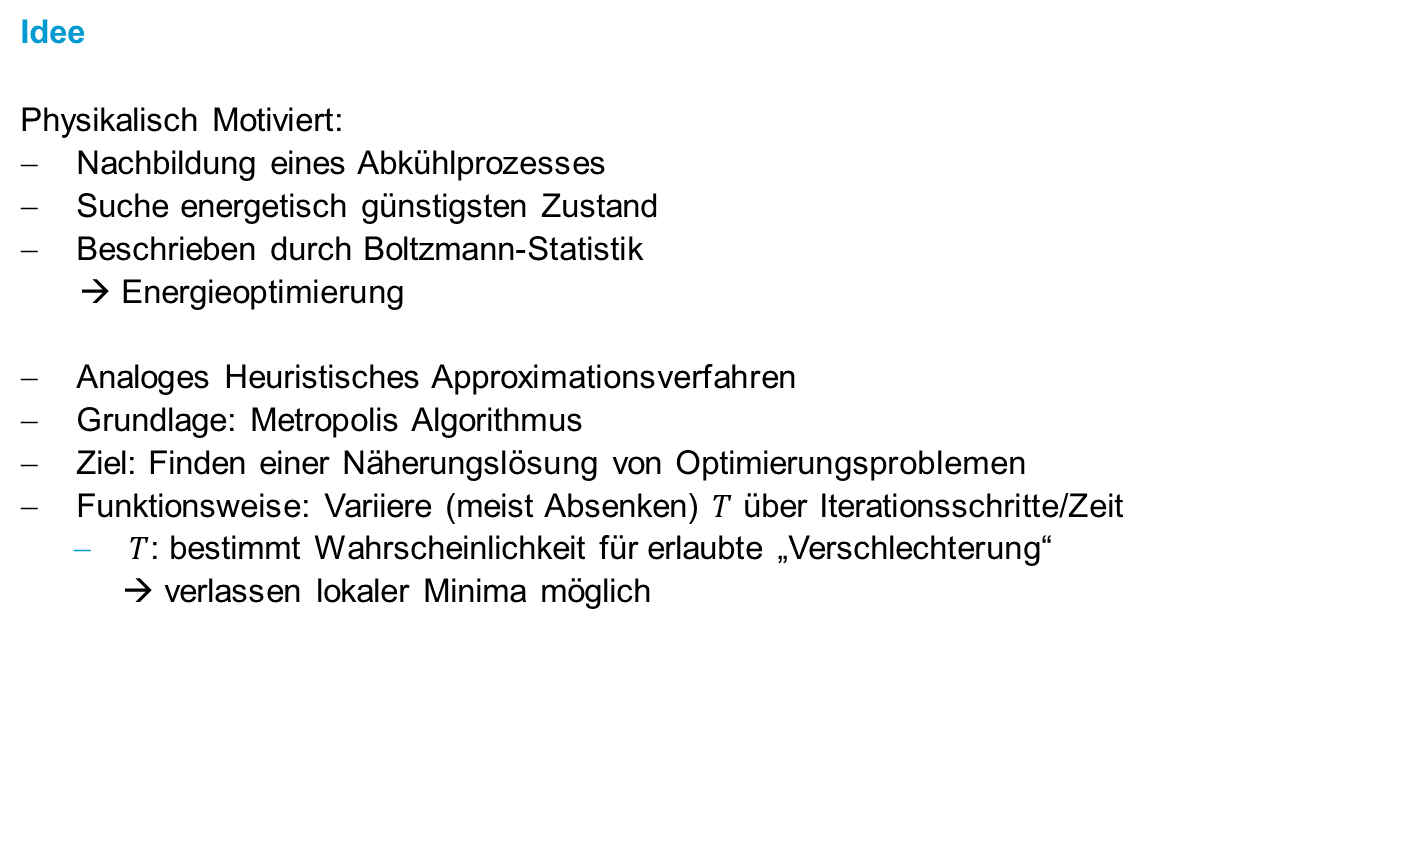 Idee
Physikalisch Motiviert:
– Nachbildung eines Abkühlprozesses
– Suche energetisch günstigsten Zustand
– Beschrieben durch Boltzmann-Statistik
→ Energieoptimierung
– Analoges Heuristisches Approximationsverfahren
– Grundlage: Metropolis Algorithmus
– Ziel: Finden einer Näherungslösung von Optimierungsproblemen
– Funktionsweise: Variiere (meist Absenken) T über Iterationsschritte/Zeit
– T: bestimmt Wahrscheinlichkeit für erlaubte „Verschlechterung“
→ verlassen lokaler Minima möglich